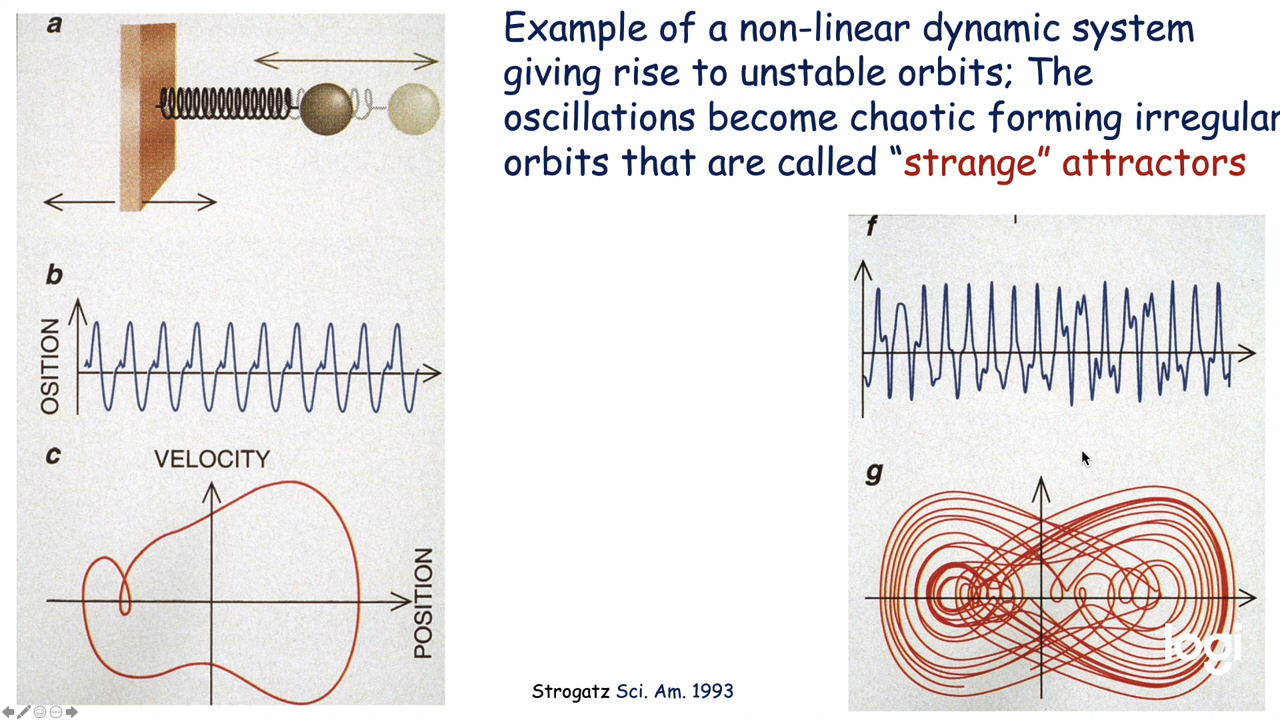 a
Example of a non-linear dynamic system
giving rise to unstable orbits; The
oscillations become chaotic forming irregular
orbits that are called “strange” attractors
b
OSITION
c
VELOCITY
POSITION
f
g
logi
Strogatz Sci. Am. 1993